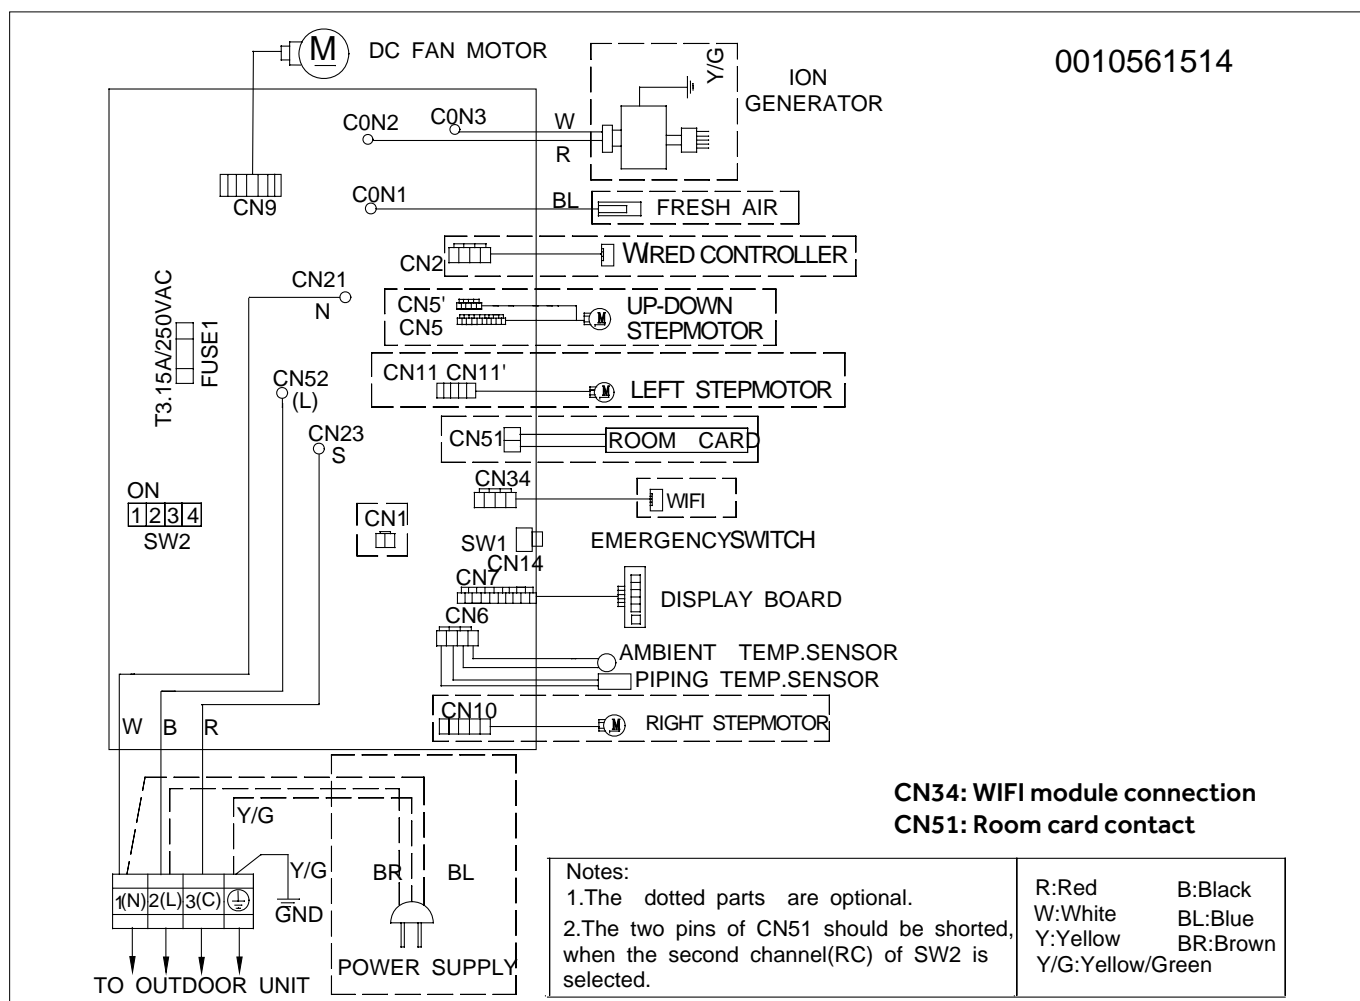 M DC FAN MOTOR
0010561514
Y/G
ION
GENERATOR
C0N2
C0N3
W
R
CN9
C0N1
BL
FRESH AIR
CN2
WIRED CONTROLLER
CN21
N
CN5'
CN5
M
UP-DOWN
STEPMOTOR
T3.15A/250VAC
FUSE1
CN52
(L)
CN11 CN11'
M
LEFT STEPMOTOR
CN23
S
CN51
ROOM CARD
CN34
WIFI
ON
1 2 3 4
SW2
CN1
SW1
EMERGENCYSWITCH
CN14
CN7
DISPLAY BOARD
CN6
AMBIENT TEMP.SENSOR
PIPING TEMP.SENSOR
CN10
M
RIGHT STEPMOTOR
W B R
Y/G
Y/G
BR
BL
1(N) 2(L) 3(C)
GND
POWER SUPPLY
TO OUTDOOR UNIT
CN34: WIFI module connection
CN51: Room card contact
Notes:
1.The dotted parts are optional.
2.The two pins of CN51 should be shorted,
when the second channel(RC) of SW2 is
selected.
R:Red B:Black
W:White BL:Blue
Y:Yellow BR:Brown
Y/G:Yellow/Green